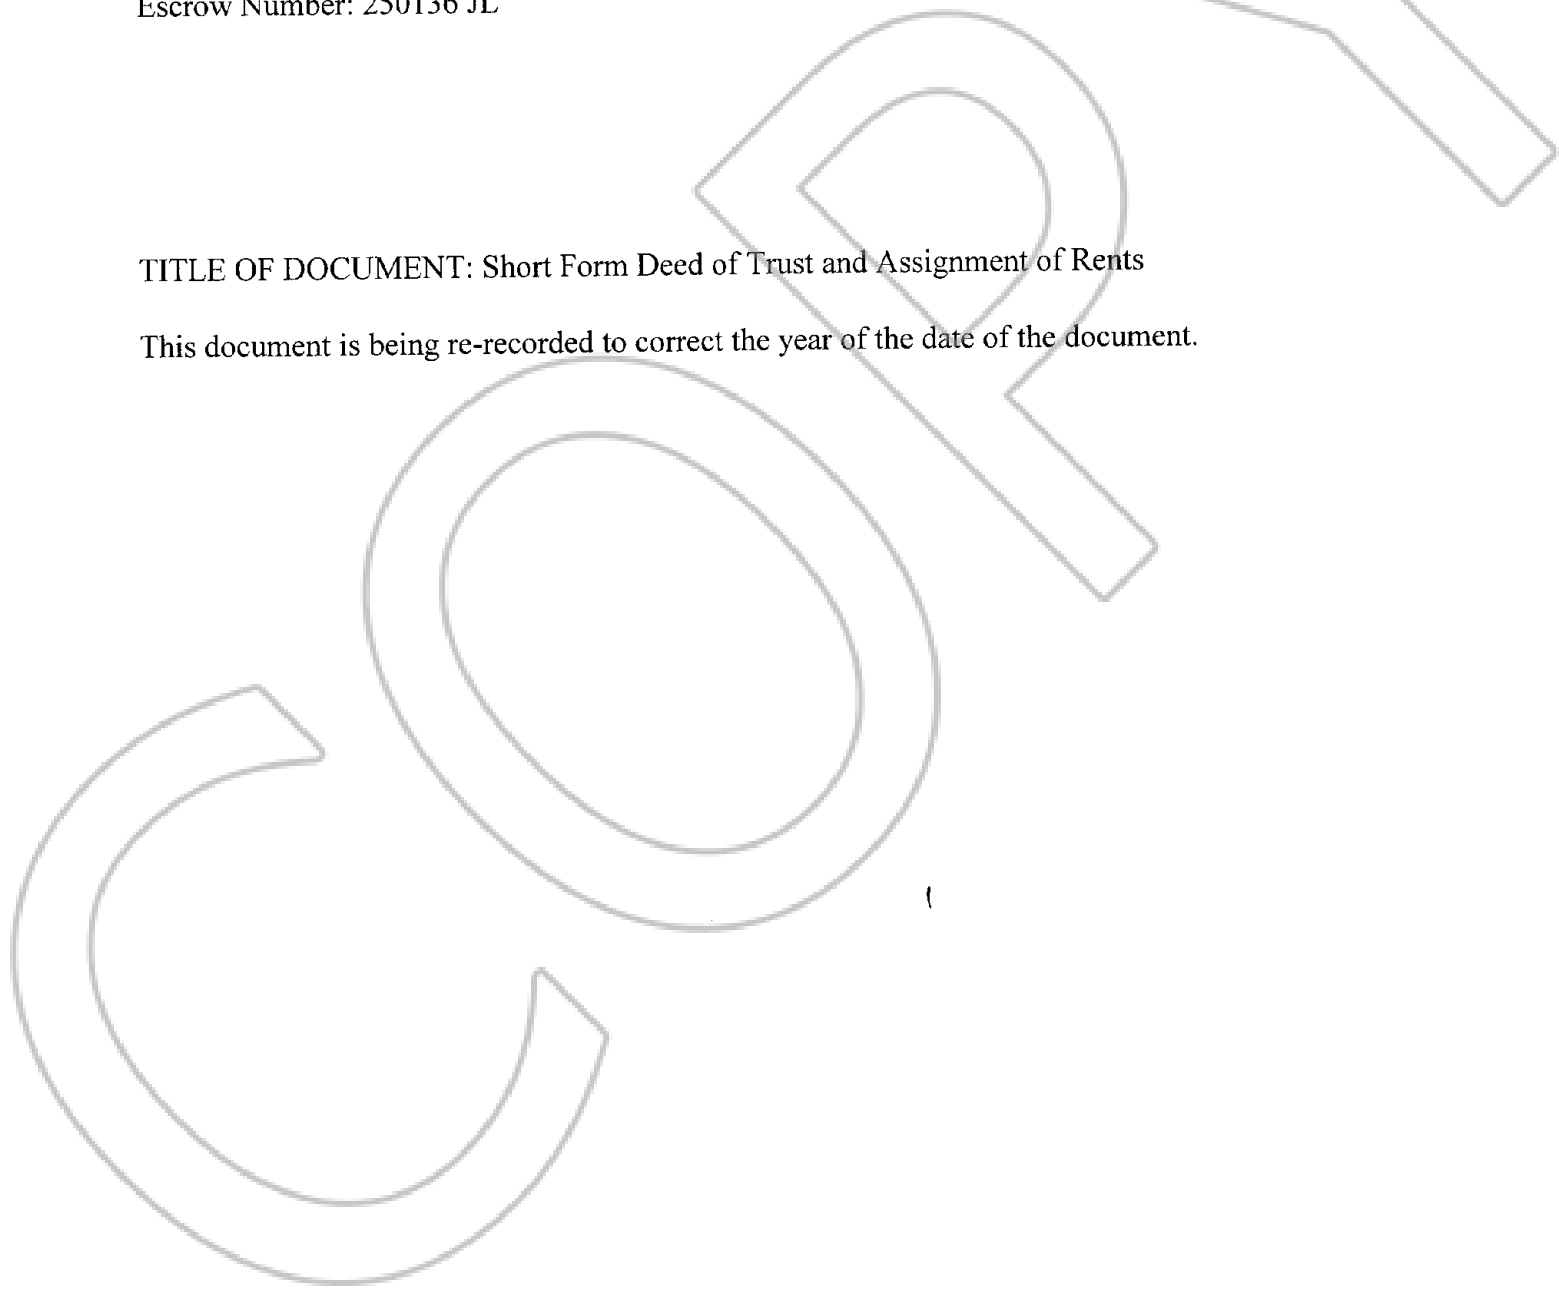 Escrow Number: 250136 JL
TITLE OF DOCUMENT: Short Form Deed of Trust and Assignment of Rents
This document is being re-recorded to correct the year of the date of the document.
COPY